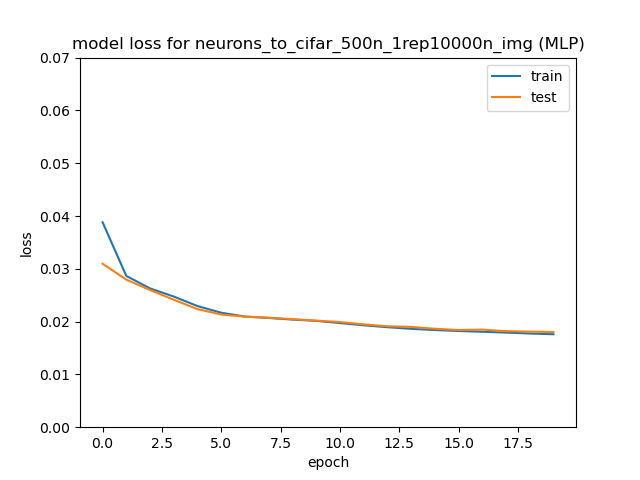 model loss for neurons_to_cifar_500n_1rep10000n_img (MLP)
0.07
0.06
0.05
0.04
0.03
0.02
0.01
0.00
loss
train
test
0.0 2.5 5.0 7.5 10.0 12.5 15.0 17.5
epoch